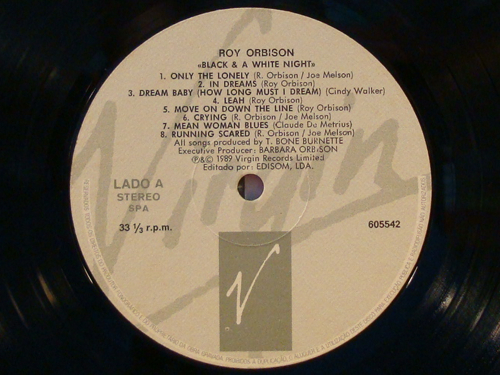 ROY ORBISON
«BLACK & A WHITE NIGHT»
1. ONLY THE LONELY (R. Orbison / Joe Melson)
2. IN DREAMS (Roy Orbison)
3. DREAM BABY (HOW LONG MUST I DREAM) (Cindy Walker)
4. LEAH (Roy Orbison)
5. MOVE ON DOWN THE LINE (Roy Orbison)
6. CRYING (R. Orbison / Joe Melson)
7. MEAN WOMAN BLUES (Claude De Metrius)
8. RUNNING SCARED (R. Orbison / Joe Melson)
All songs produced by T. BONE BURNETTE
Executive Producer: BARBARA ORBISON
℗&© 1989 Virgin Records Limited
Editado por: EDISOM, LDA.
LADO A
STEREO
SPA
33 ⅓ r.p.m.
605542
Virgin
V